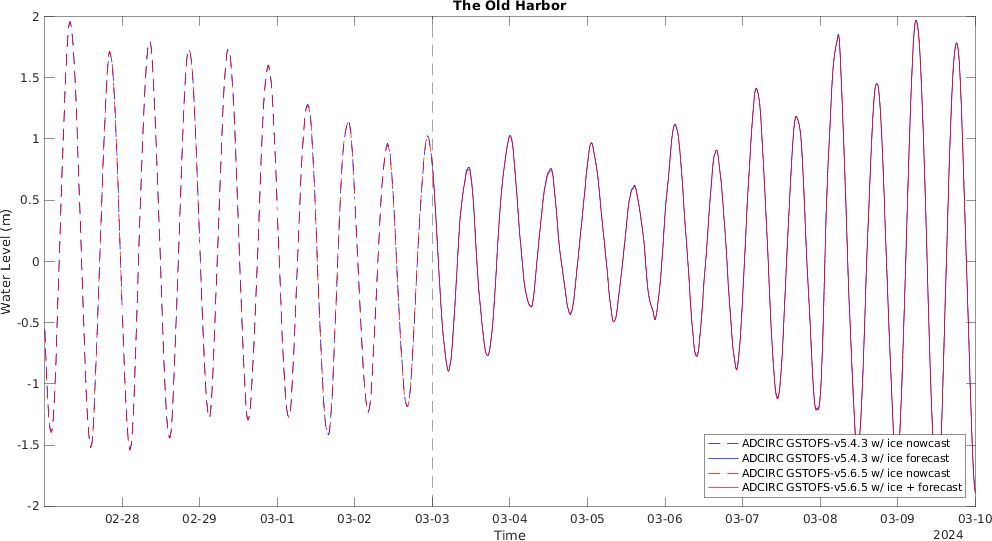 The Old Harbor
Water Level (m)
2
1.5
1
0.5
0
-0.5
-1
-1.5
-2
ADCIRC GSTOFS-v5.4.3 w/ ice nowcast
ADCIRC GSTOFS-v5.4.3 w/ ice forecast
ADCIRC GSTOFS-v5.6.5 w/ ice nowcast
ADCIRC GSTOFS-v5.6.5 w/ ice + forecast
02-28 02-29 03-01 03-02 03-03 03-04 03-05 03-06 03-07 03-08 03-09 03-10
Time
2024